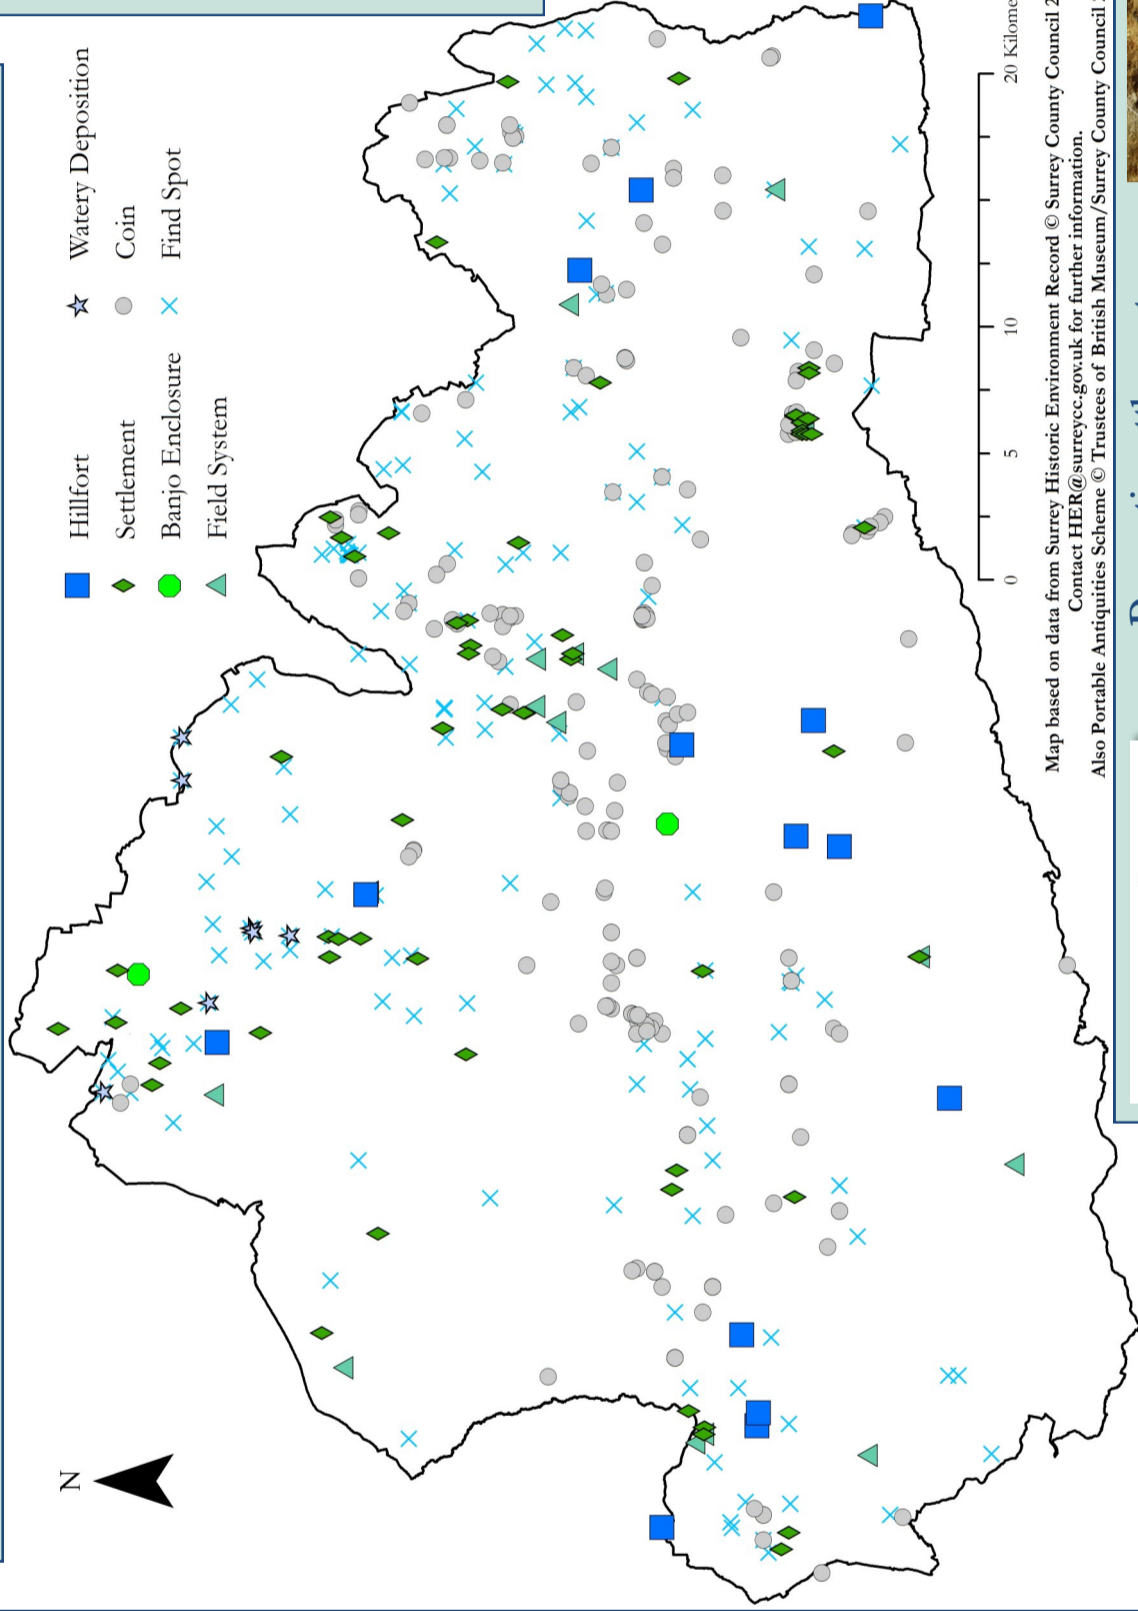 N
Hillfort
Settlement
Banjo Enclosure
Field System
Watery Deposition
Coin
Find Spot
0 5 10 20 Kilome
Map based on data from Surrey Historic Environment Record © Surrey County Council 2
Contact HER@surreycc.gov.uk for further information.
Also Portable Antiquities Scheme © Trustees of British Museum/Surrey County Council